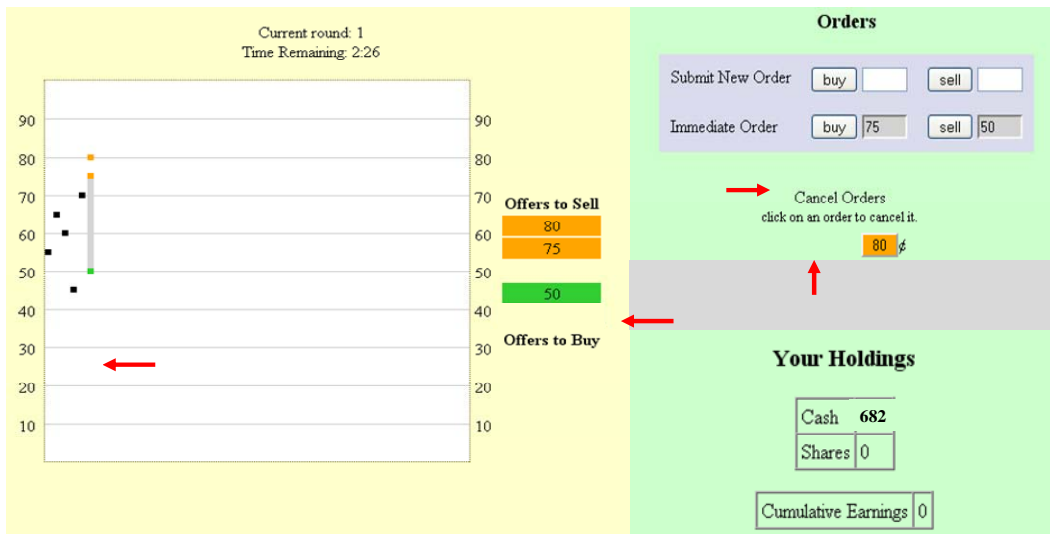 Current round: 1
Time Remaining: 2:26
90
80
70
60
50
40
30
20
10
90
80
70
60
50
40
30
20
10
Offers to Sell
80
75
50
Offers to Buy
Orders
Submit New Order buy sell
Immediate Order buy 75 sell 50
Cancel Orders
click on an order to cancel it.
80 ¢
Your Holdings
Cash 682
Shares 0
Cumulative Earnings 0